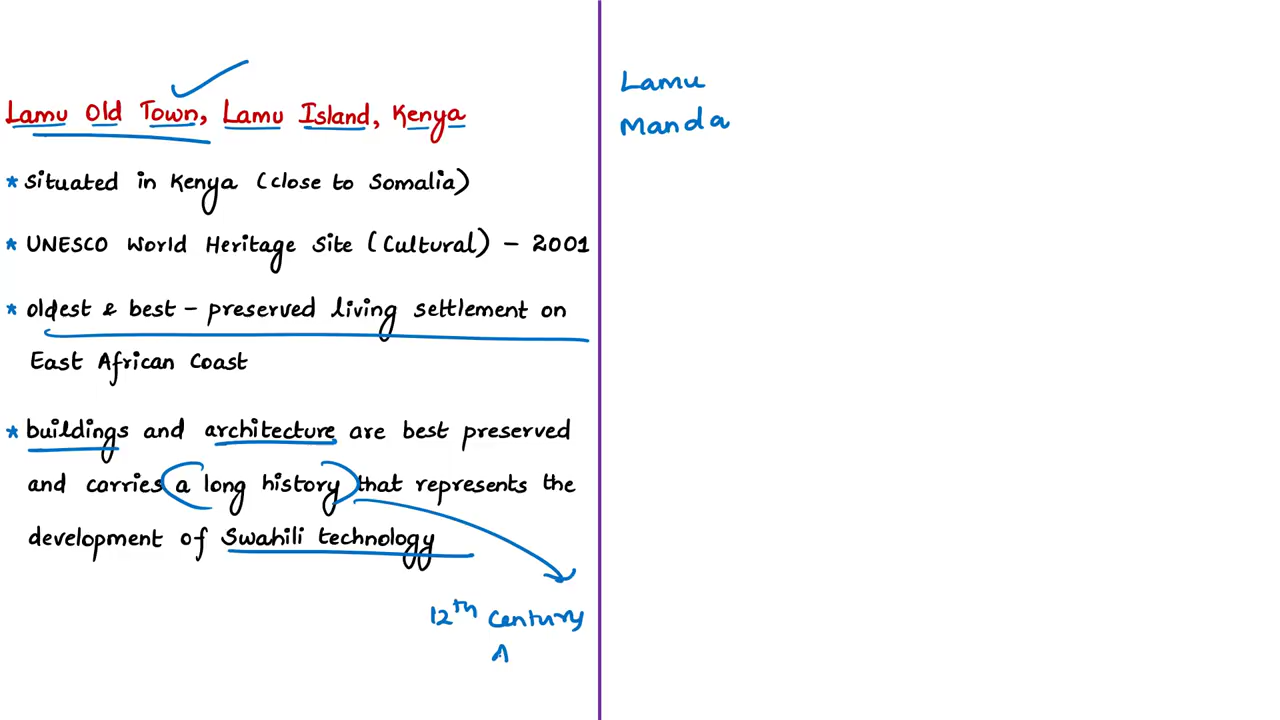 Lamu Old Town, Lamu Island, Kenya
* situated in Kenya (close to Somalia)
* UNESCO World Heritage Site (Cultural) - 2001
* oldest & best - preserved living settlement on
East African Coast
* buildings and architecture are best preserved
and carries a long history that represents the
development of Swahili technology
12th Century
A
Lamu
Manda